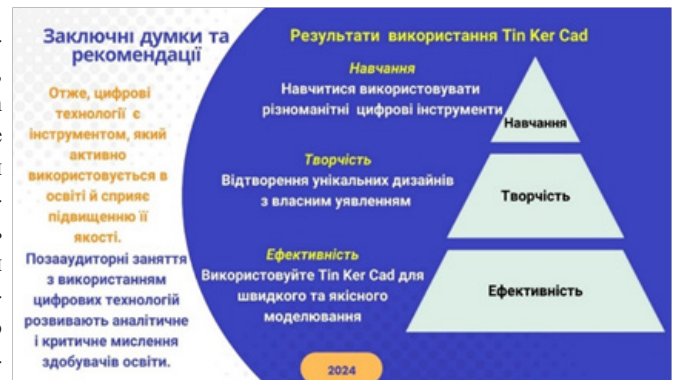 Заключні думки та
рекомендації
Отже, цифрові
технології є
інструментом, який
активно
використовується в
освіті й сприяє
підвищенню її
якості.
Позааудиторні заняття
з використанням
цифрових технологій
розвивають аналітичне
і критичне мислення
здобувачів освіти.
Результати використання Tin Ker Cad
Навчання
Навчитися використовувати
різноманітні цифрові інструменти
Творчість
Відтворення унікальних дизайнів
з власним уявленням
Ефективність
Використовуйте Tin Ker Cad для
швидкого та якісного
моделювання
Навчання
Творчість
Ефективність
2024